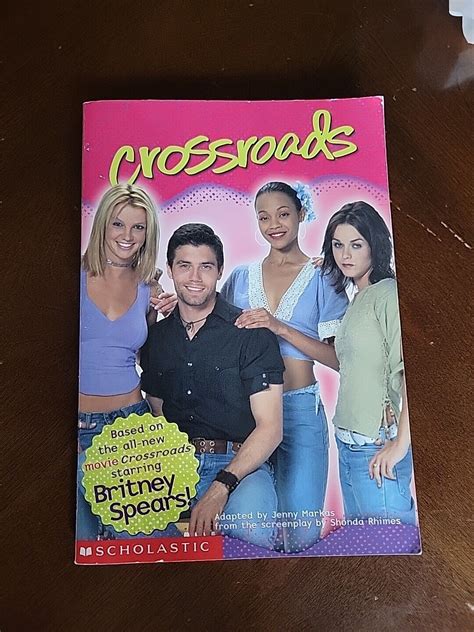 crossroads
Based on
the all-new
movie Crossroads
starring
Britney
Spears!
Adapted by Jenny Markas
from the screenplay by Shonda Rhimes
SCHOLASTIC